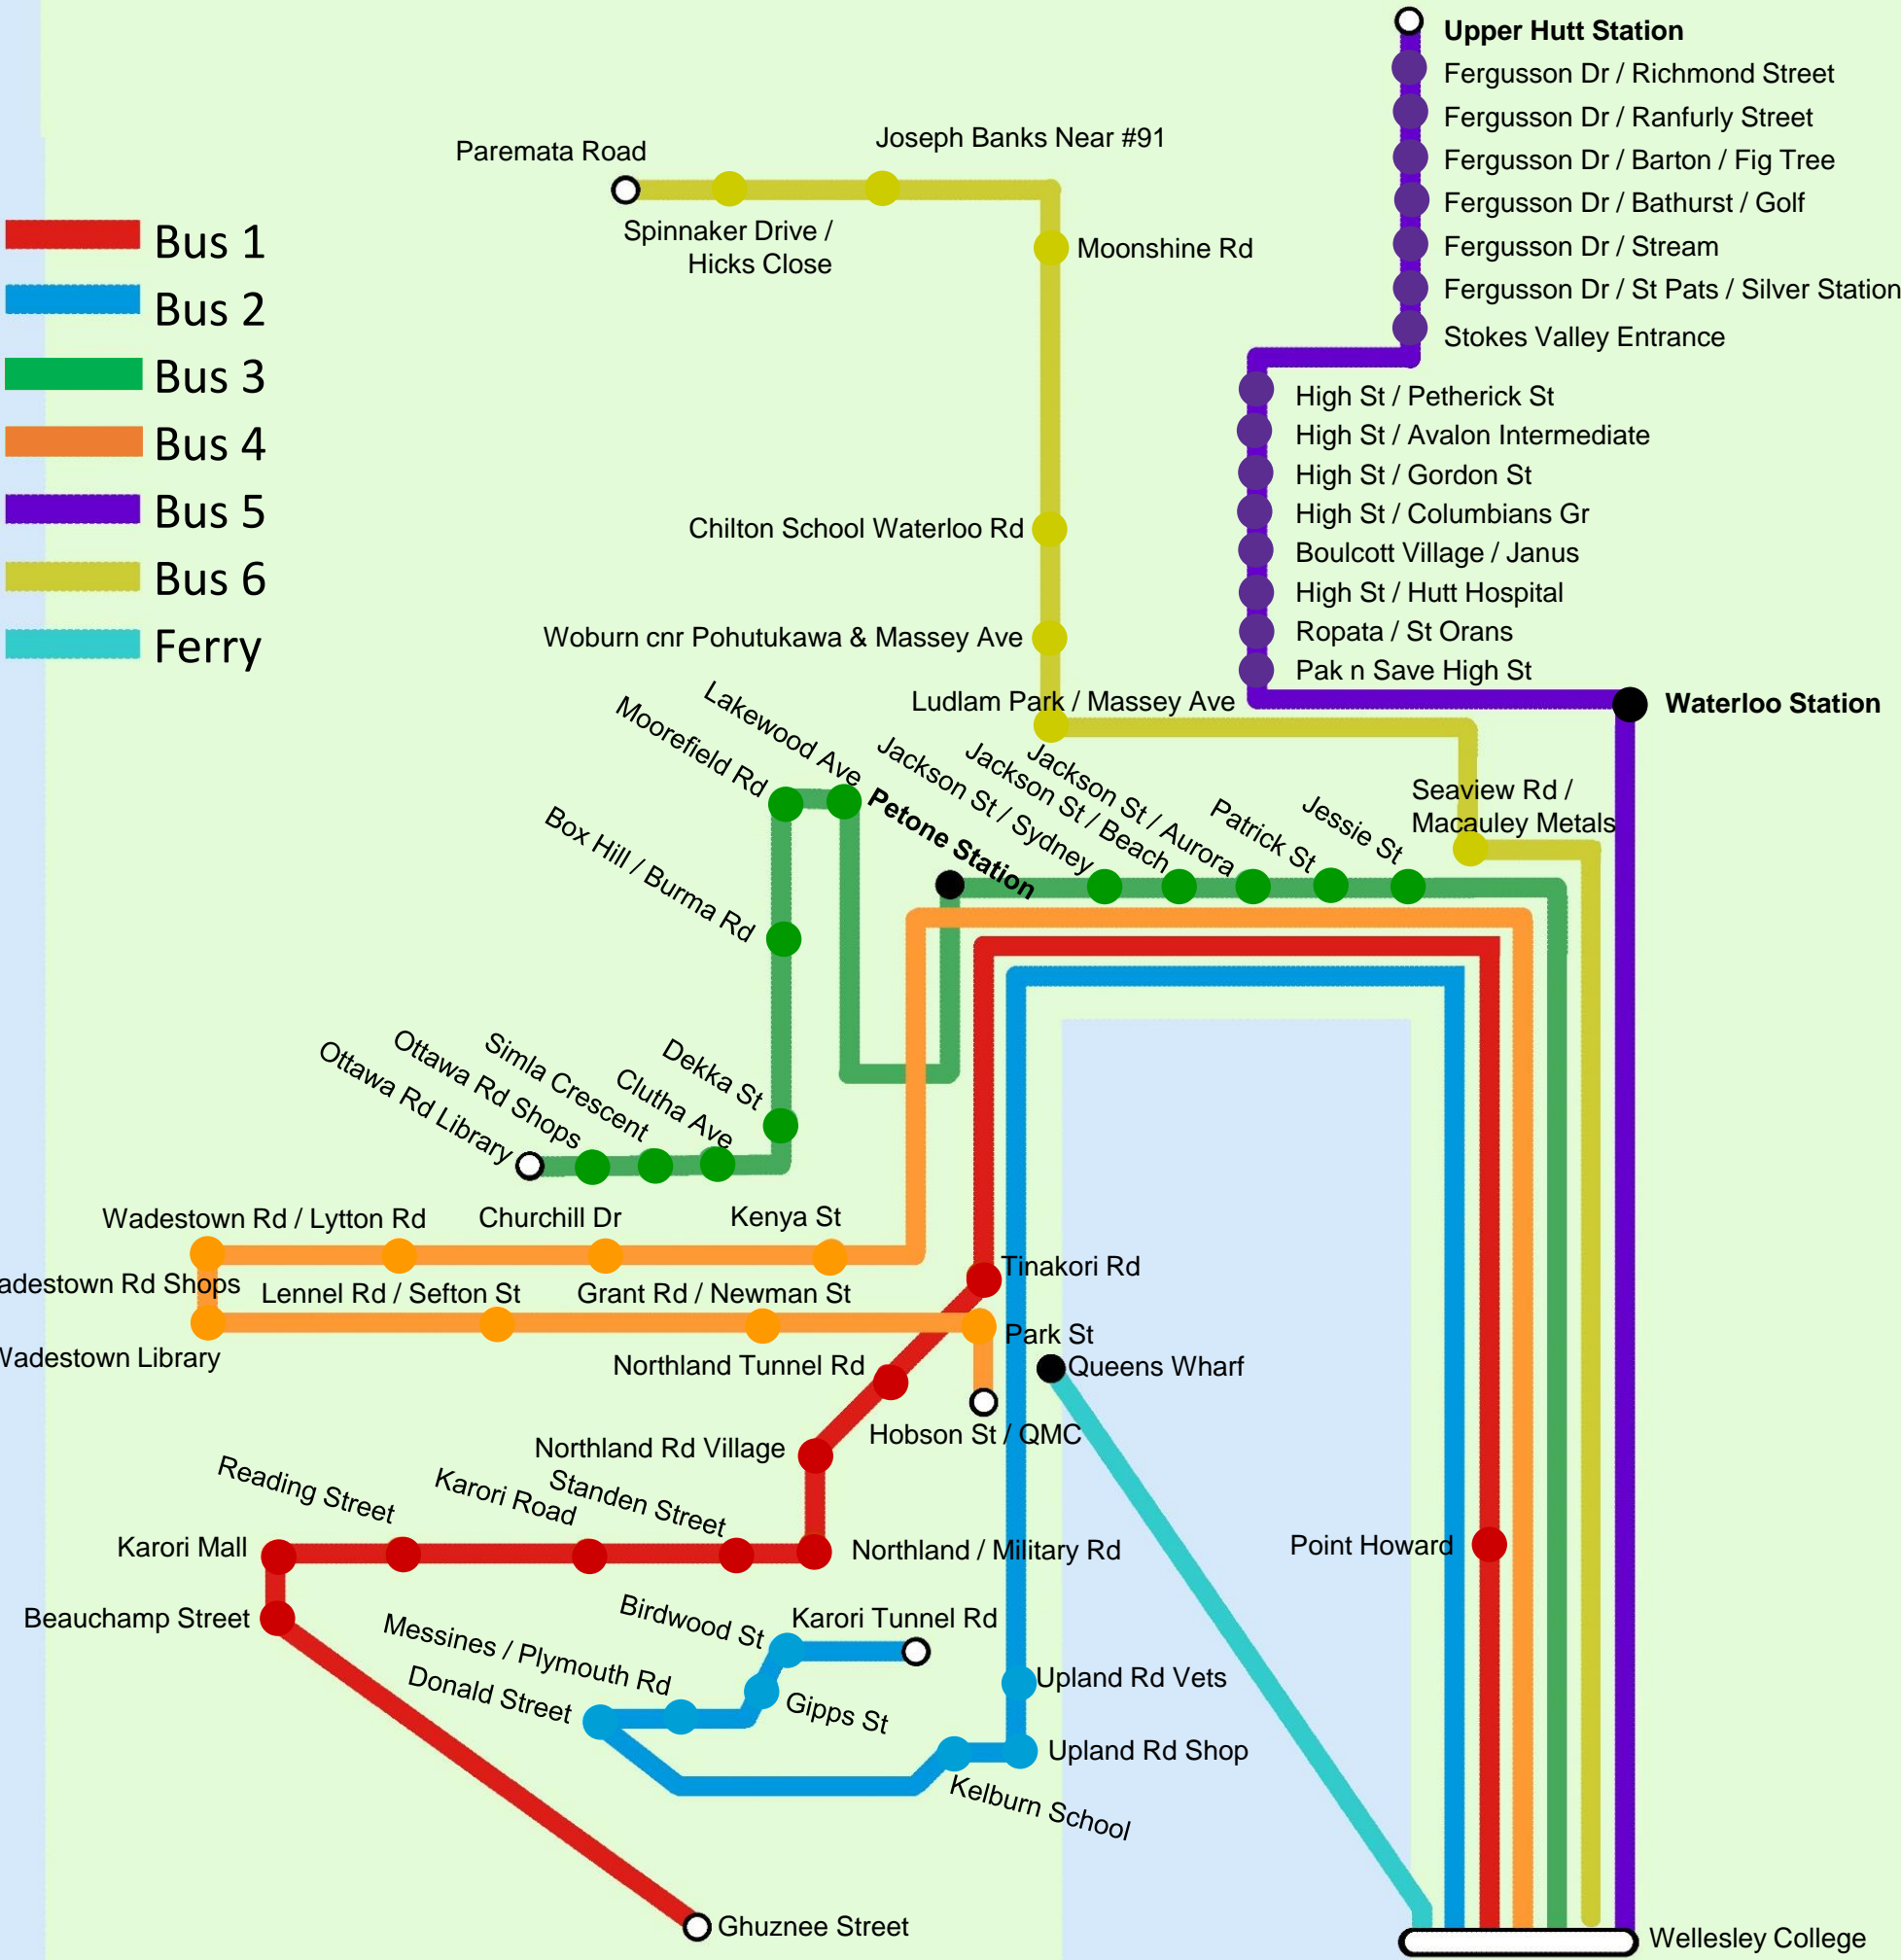 Upper Hutt Station
Fergusson Dr / Richmond Street
Fergusson Dr / Ranfurly Street
Fergusson Dr / Barton / Fig Tree
Fergusson Dr / Bathurst / Golf
Fergusson Dr / Stream
Fergusson Dr / St Pats / Silver Station
Stokes Valley Entrance
High St / Petherick St
High St / Avalon Intermediate
High St / Gordon St
High St / Columbians Gr
Boulcott Village / Janus
High St / Hutt Hospital
Ropata / St Orans
Pak n Save High St
Waterloo Station
Paremata Road
Joseph Banks Near #91
Spinnaker Drive /
Hicks Close
Moonshine Rd
Bus 1
Bus 2
Bus 3
Bus 4
Bus 5
Bus 6
Ferry
Chilton School Waterloo Rd
Woburn cnr Pohutukawa & Massey Ave
Ludlam Park / Massey Ave
Seaview Rd /
Macauley Metals
Lakewood Ave
Moorefield Rd
Box Hill / Burma Rd
Petone Station
Jackson St / Sydney
Jackson St / Beach
Jackson St / Aurora
Patrick St
Jessie St
Dekka St
Clutha Ave
Simla Crescent
Ottawa Rd Shops
Ottawa Rd Library
Wadestown Rd / Lytton Rd
Churchill Dr
Kenya St
adestown Rd Shops
Lennel Rd / Sefton St
Grant Rd / Newman St
Wadestown Library
Tinakori Rd
Park St
Queens Wharf
Northland Tunnel Rd
Hobson St / QMC
Northland Rd Village
Reading Street
Karori Road
Standen Street
Karori Mall
Northland / Military Rd
Point Howard
Beauchamp Street
Birdwood St
Karori Tunnel Rd
Messines / Plymouth Rd
Donald Street
Gipps St
Upland Rd Vets
Upland Rd Shop
Kelburn School
Ghuznee Street
Wellesley College